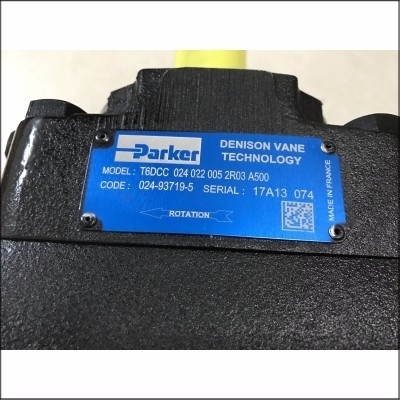 Parker
DENISON VANE
TECHNOLOGY
MODEL: T6DCC 024 022 005 2R03 A500
CODE: 024-93719-5 SERIAL: 17A13 074
ROTATION
MADE IN FRANCE